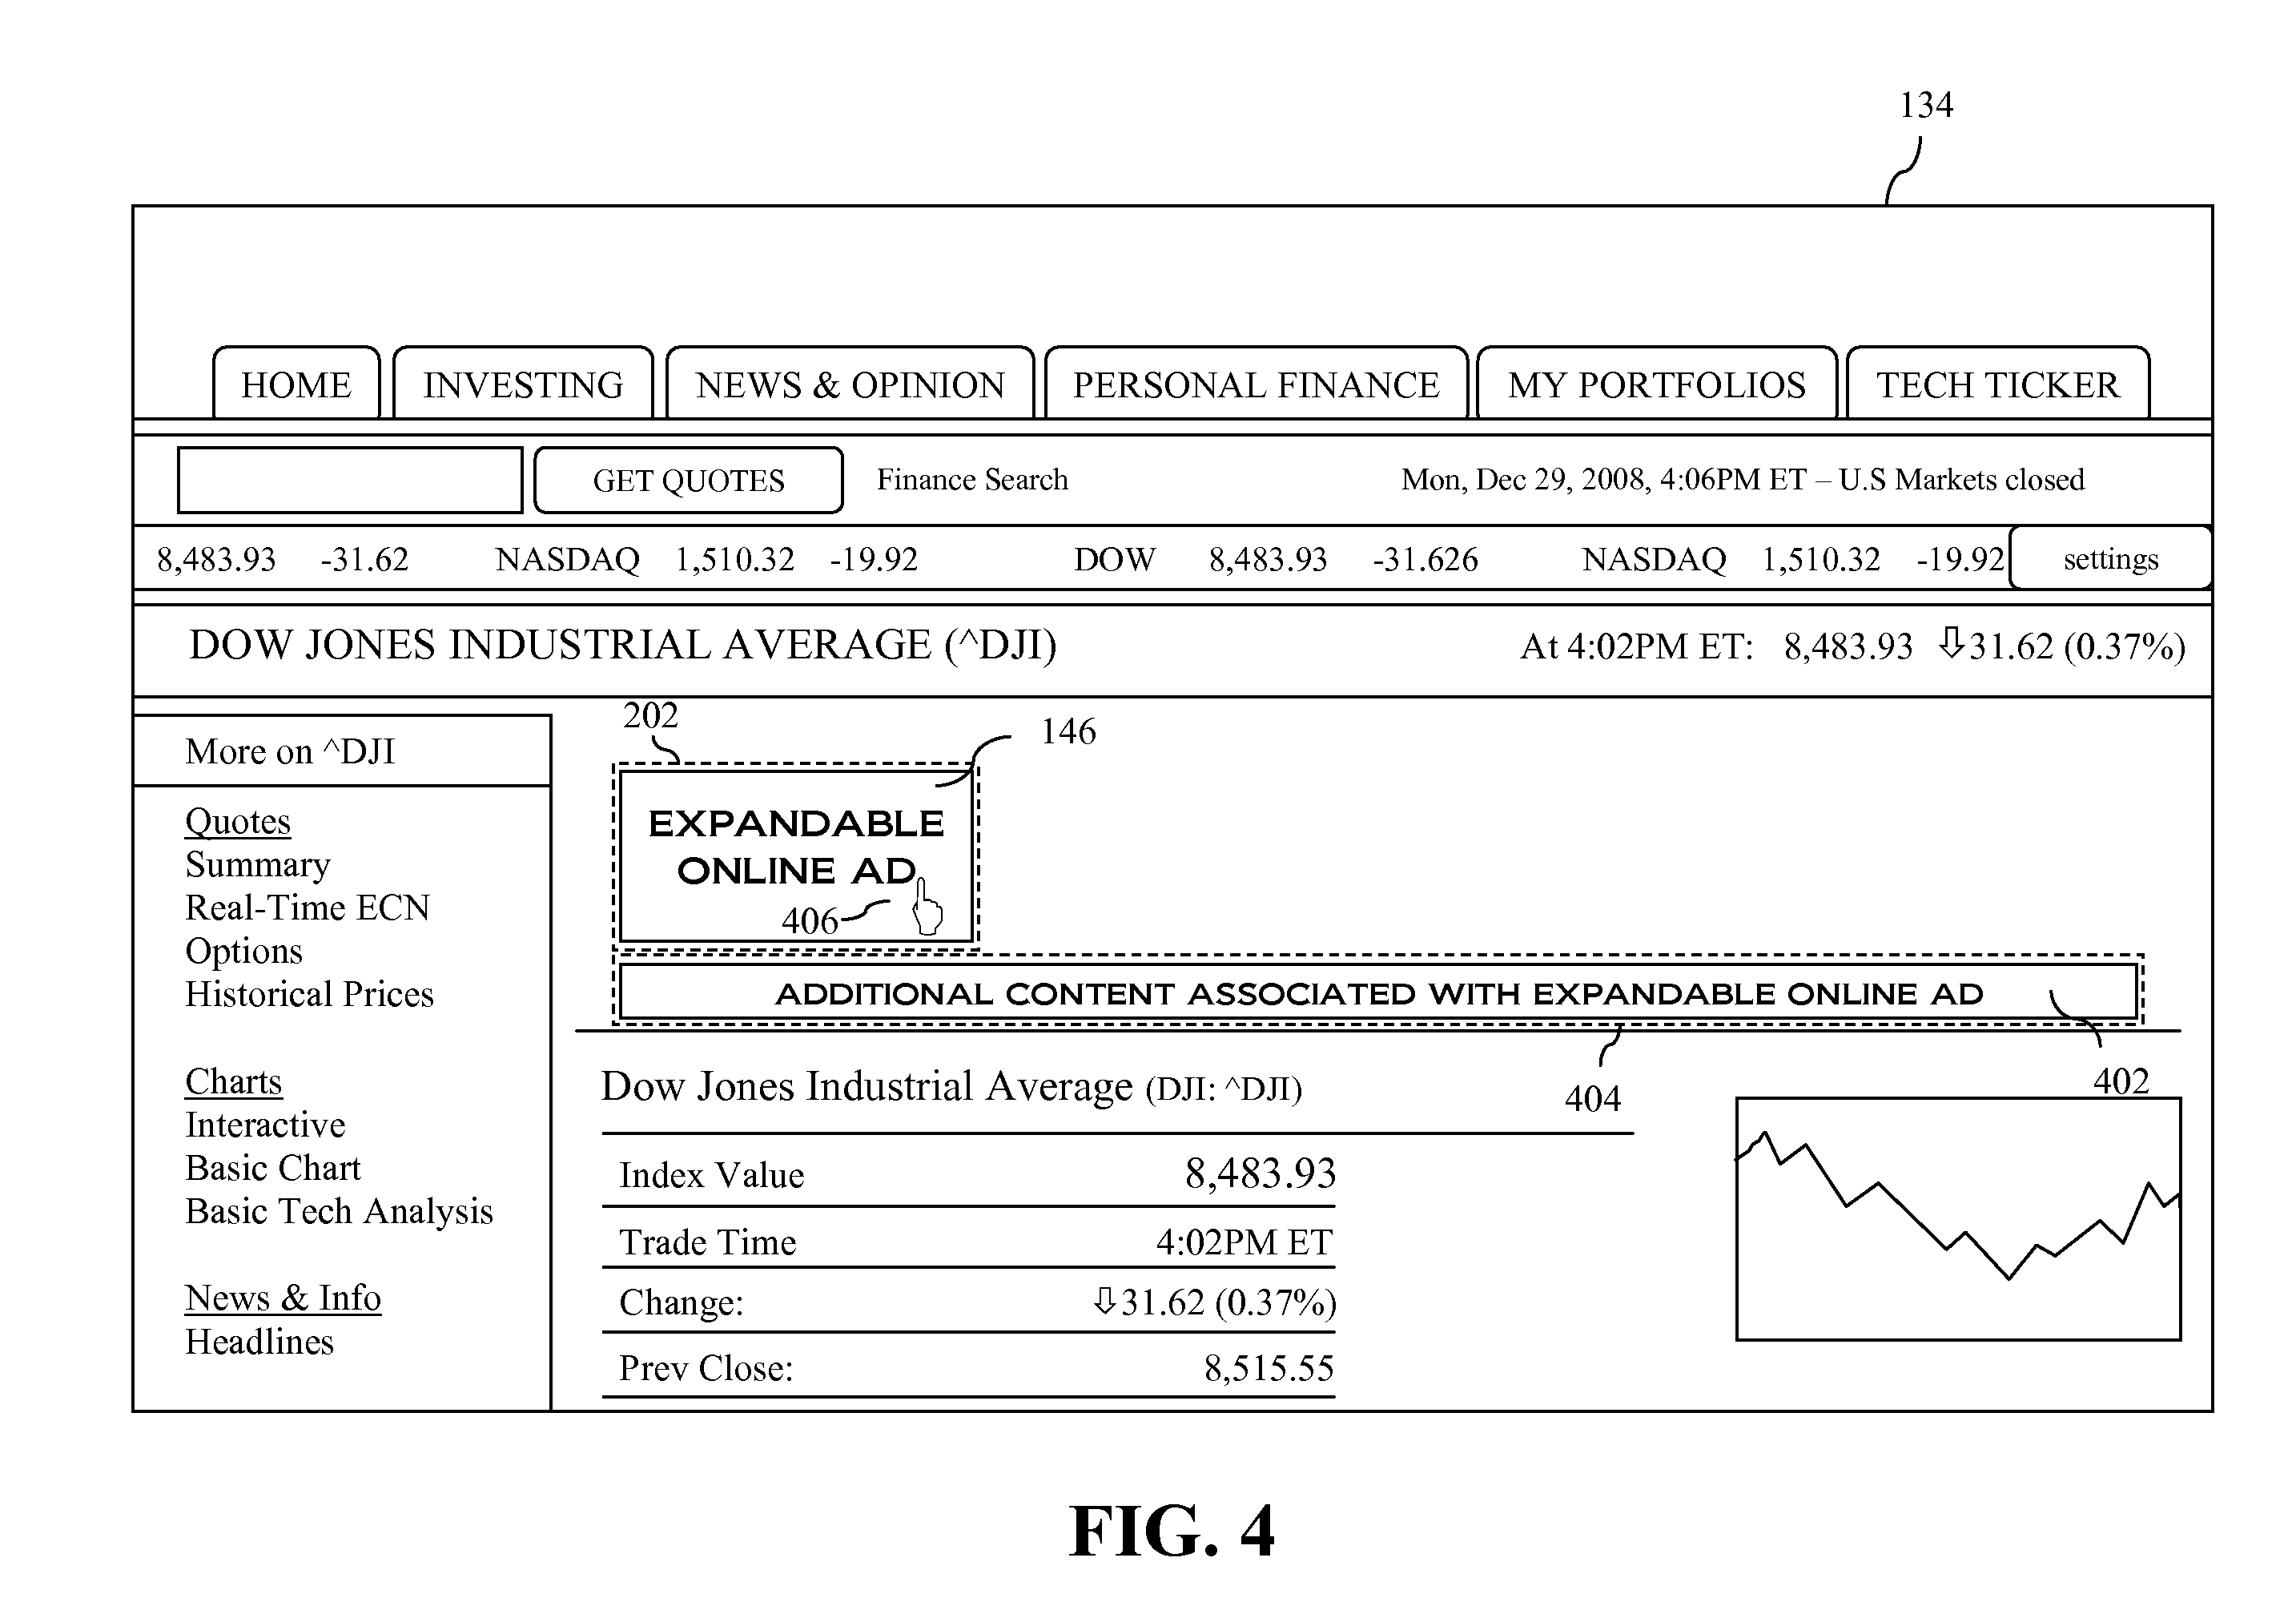 134
HOME INVESTING NEWS & OPINION PERSONAL FINANCE MY PORTFOLIOS TECH TICKER
GET QUOTES Finance Search Mon, Dec 29, 2008, 4:06PM ET – U.S Markets closed
8,483.93 -31.62 NASDAQ 1,510.32 -19.92 DOW 8,483.93 -31.626 NASDAQ 1,510.32 -19.92 settings
DOW JONES INDUSTRIAL AVERAGE (^DJI) At 4:02PM ET: 8,483.93 ⇩31.62 (0.37%)
More on ^DJI
Quotes
Summary
Real-Time ECN
Options
Historical Prices
Charts
Interactive
Basic Chart
Basic Tech Analysis
News & Info
Headlines
202
146
EXPANDABLE
ONLINE AD
406
ADDITIONAL CONTENT ASSOCIATED WITH EXPANDABLE ONLINE AD
404
402
Dow Jones Industrial Average (DJI: ^DJI)
Index Value 8,483.93
Trade Time 4:02PM ET
Change: ⇩31.62 (0.37%)
Prev Close: 8,515.55
FIG. 4